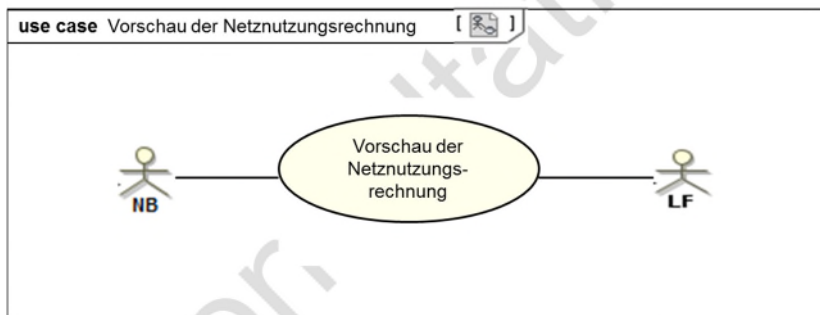 use case Vorschau der Netznutzungsrechnung [ ]
Vorschau der
Netznutzungs-
rechnung
NB
LF